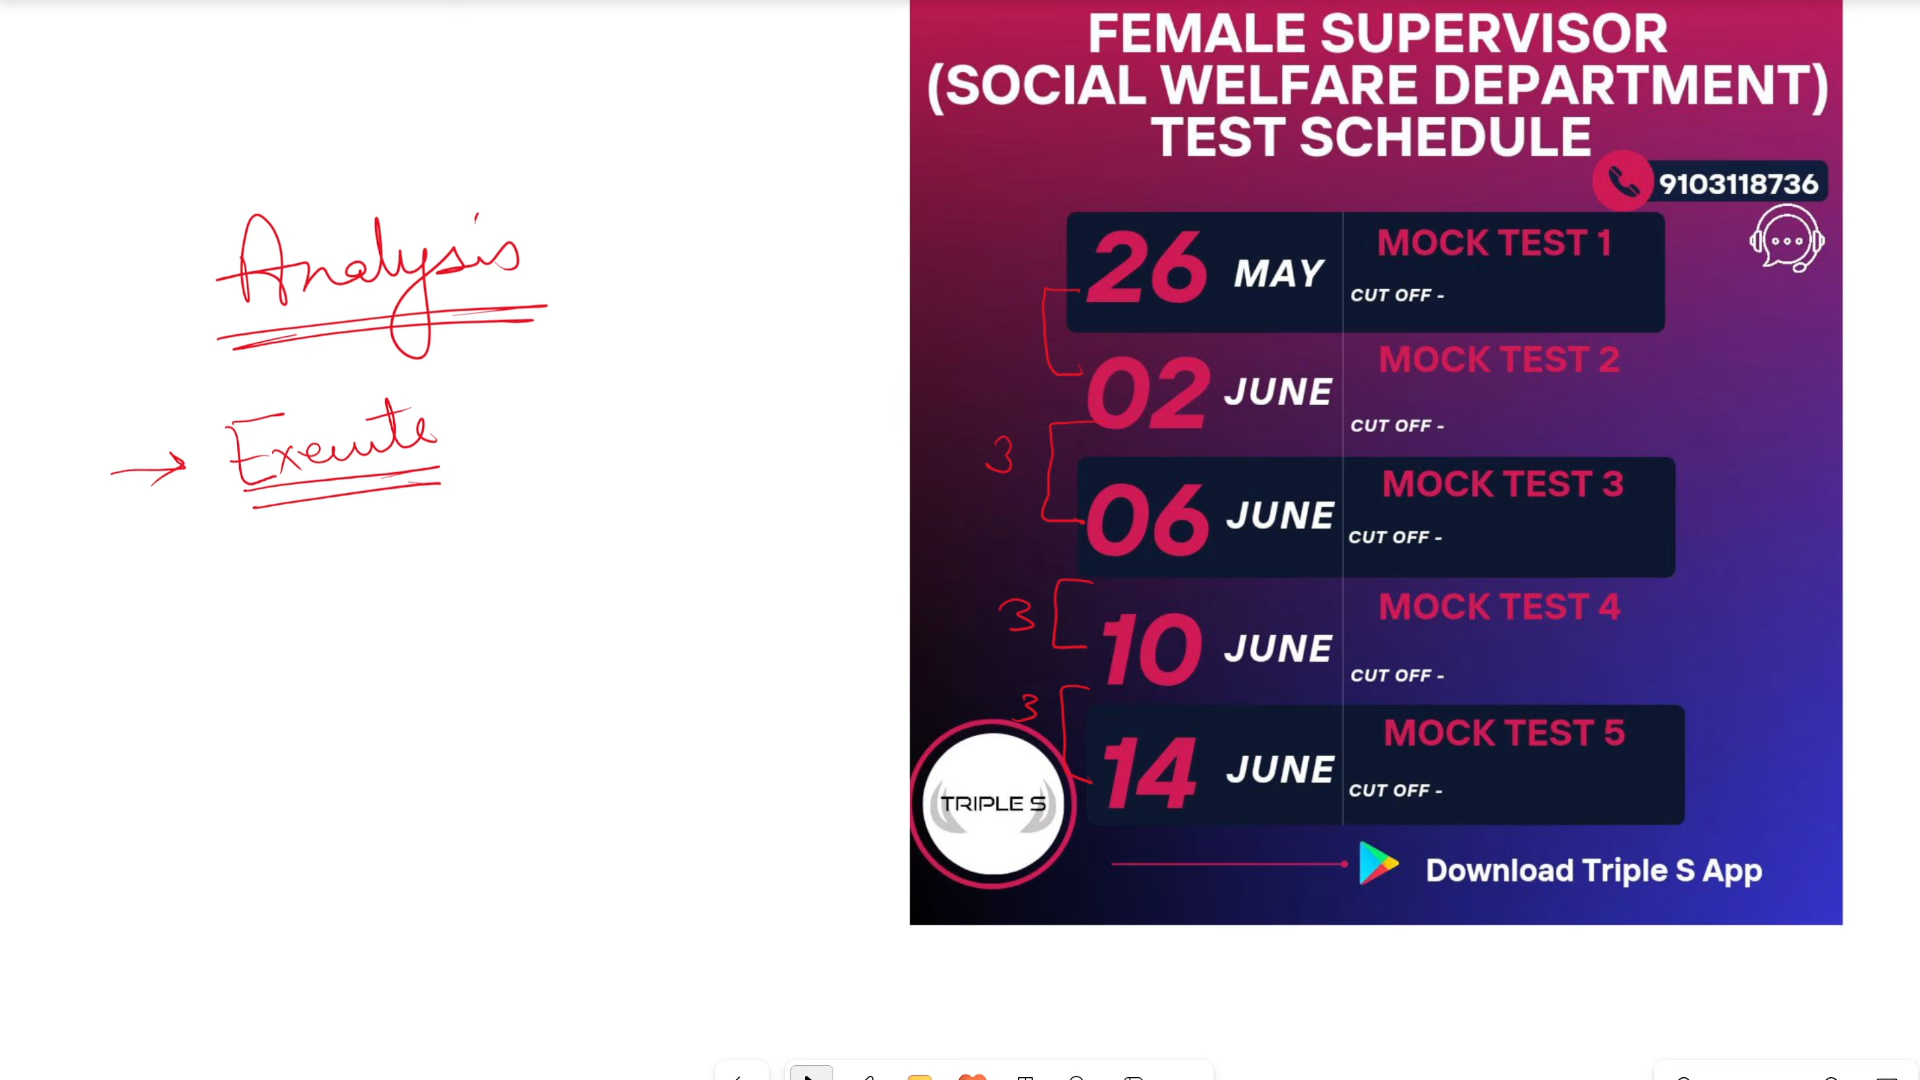 Analysis
Execute
FEMALE SUPERVISOR
(SOCIAL WELFARE DEPARTMENT)
TEST SCHEDULE
9103118736
26 MAY
MOCK TEST 1
CUT OFF -
02 JUNE
MOCK TEST 2
CUT OFF -
3
06 JUNE
MOCK TEST 3
CUT OFF -
3
10 JUNE
MOCK TEST 4
CUT OFF -
3
14 JUNE
MOCK TEST 5
CUT OFF -
TRIPLE S
Download Triple S App